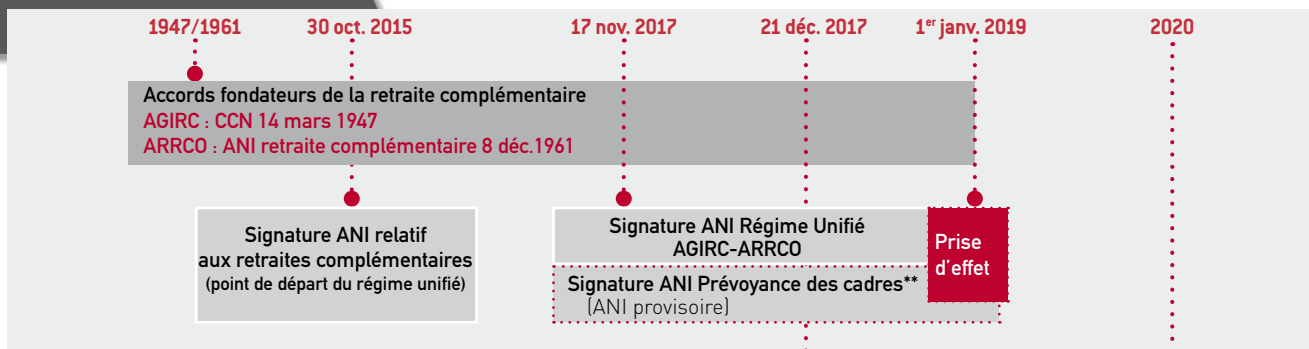 1947/1961 30 oct. 2015 17 nov. 2017 21 déc. 2017 1er janv. 2019 2020
Accords fondateurs de la retraite complémentaire
AGIRC : CCN 14 mars 1947
ARRCO : ANI retraite complémentaire 8 déc.1961
Signature ANI relatif
aux retraites complémentaires
(point de départ du régime unifié)
Signature ANI Régime Unifié
AGIRC-ARRCO
Signature ANI Prévoyance des cadres**
(ANI provisoire)
Prise
d'effet